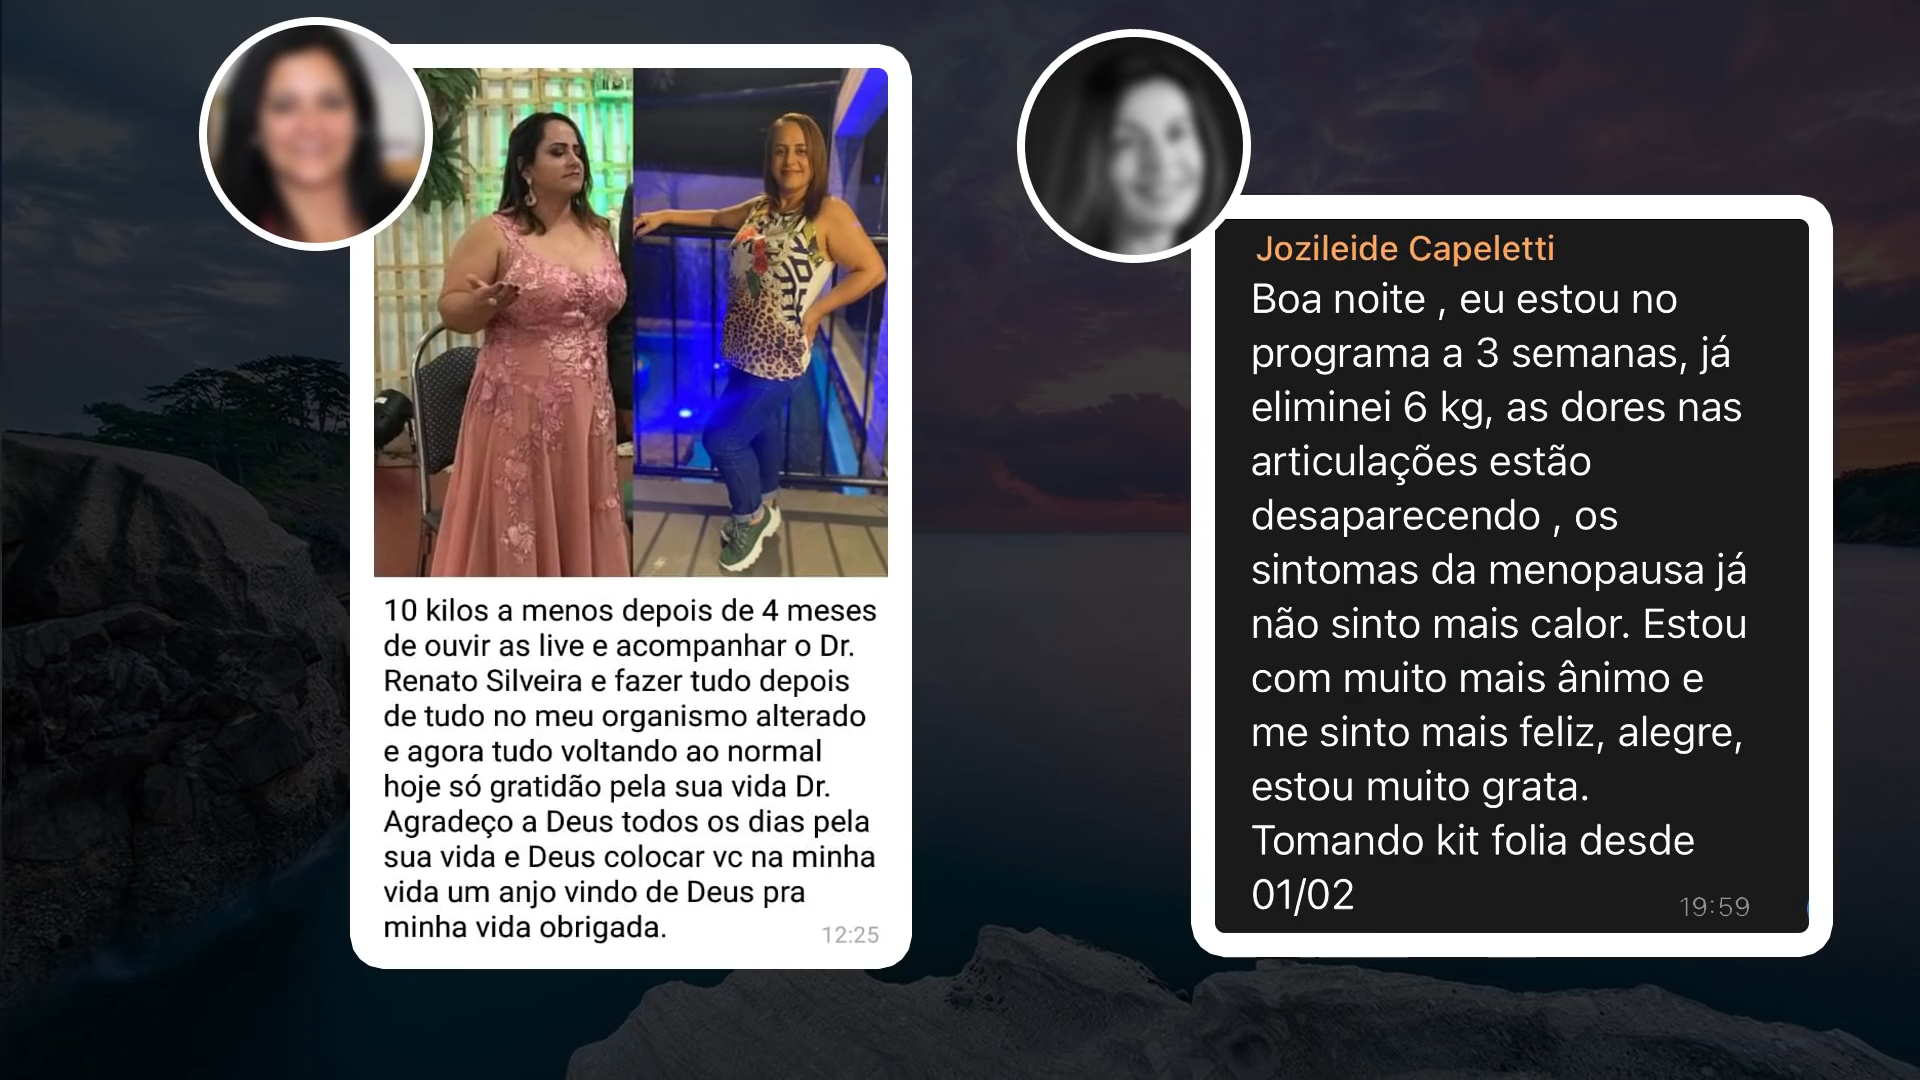 10 kilos a menos depois de 4 meses
de ouvir as live e acompanhar o Dr.
Renato Silveira e fazer tudo depois
de tudo no meu organismo alterado
e agora tudo voltando ao normal
hoje só gratidão pela sua vida Dr.
Agradeço a Deus todos os dias pela
sua vida e Deus colocar vc na minha
vida um anjo vindo de Deus pra
minha vida obrigada.
12:25
Jozileide Capeletti
Boa noite , eu estou no
programa a 3 semanas, já
eliminei 6 kg, as dores nas
articulações estão
desaparecendo , os
sintomas da menopausa já
não sinto mais calor. Estou
com muito mais ânimo e
me sinto mais feliz, alegre,
estou muito grata.
Tomando kit folia desde
01/02
19:59